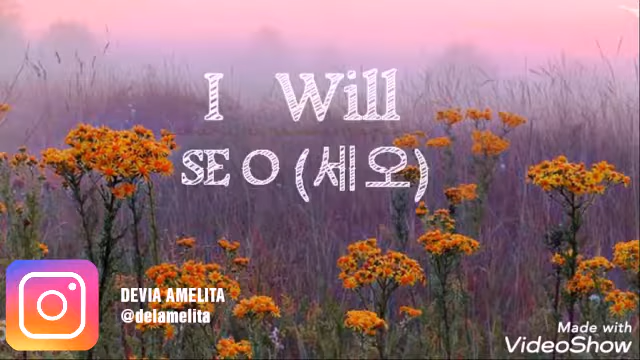 I Will
SE O (세오)
DEVIA AMELITA
@delamelita
Made with
VideoShow